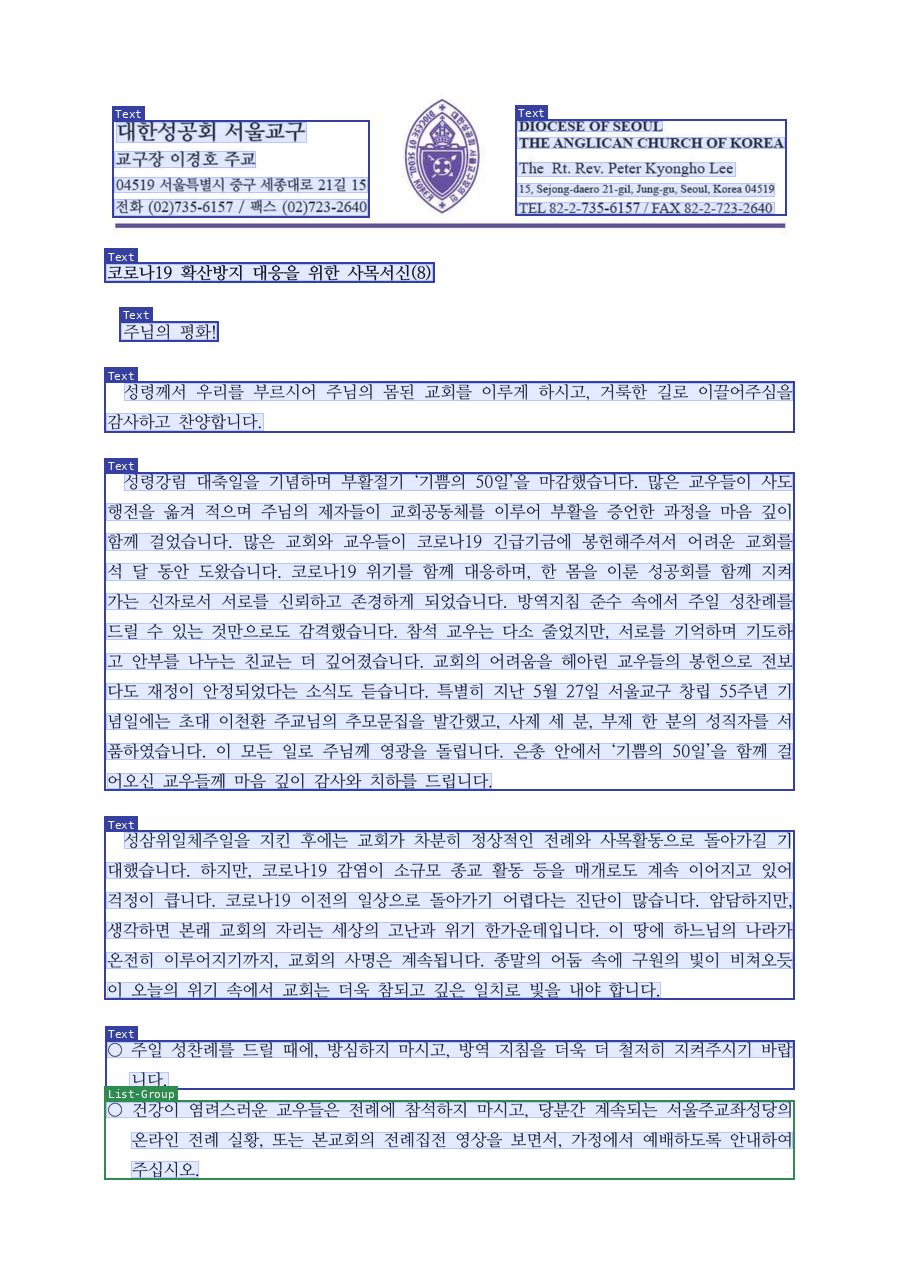 Text
대한성공회 서울교구
교구장 이경호 주교
04519 서울특별시 중구 세종대로 21길 15
전화 (02)735-6157 / 팩스 (02)723-2640
DIOCESE OF SEOUL, KOREA
대한성공회 서울교구
Text
DIOCESE OF SEOUL
THE ANGLICAN CHURCH OF KOREA
The Rt. Rev. Peter Kyongho Lee
15, Sejong-daero 21-gil, Jung-gu, Seoul, Korea 04519
TEL 82-2-735-6157 / FAX 82-2-723-2640
Text
코로나19 확산방지 대응을 위한 사목서신(8)
Text
주님의 평화!
Text
성령께서 우리를 부르시어 주님의 몸된 교회를 이루게 하시고, 거룩한 길로 이끌어주심을
감사하고 찬양합니다.
Text
성령강림 대축일을 기념하며 부활절기 ‘기쁨의 50일’을 마감했습니다. 많은 교우들이 사도
행전을 옮겨 적으며 주님의 제자들이 교회공동체를 이루어 부활을 증언한 과정을 마음 깊이
함께 걸었습니다. 많은 교회와 교우들이 코로나19 긴급기금에 봉헌해주셔서 어려운 교회를
석 달 동안 도왔습니다. 코로나19 위기를 함께 대응하며, 한 몸을 이룬 성공회를 함께 지켜
가는 신자로서 서로를 신뢰하고 존경하게 되었습니다. 방역지침 준수 속에서 주일 성찬례를
드릴 수 있는 것만으로도 감격했습니다. 참석 교우는 다소 줄었지만, 서로를 기억하며 기도하
고 안부를 나누는 친교는 더 깊어졌습니다. 교회의 어려움을 헤아린 교우들의 봉헌으로 전보
다도 재정이 안정되었다는 소식도 듣습니다. 특별히 지난 5월 27일 서울교구 창립 55주년 기
념일에는 초대 이천환 주교님의 추모문집을 발간했고, 사제 세 분, 부제 한 분의 성직자를 서
품하였습니다. 이 모든 일로 주님께 영광을 돌립니다. 은총 안에서 ‘기쁨의 50일’을 함께 걸
어오신 교우들께 마음 깊이 감사와 치하를 드립니다.
Text
성삼위일체주일을 지킨 후에는 교회가 차분히 정상적인 전례와 사목활동으로 돌아가길 기
대했습니다. 하지만, 코로나19 감염이 소규모 종교 활동 등을 매개로도 계속 이어지고 있어
걱정이 큽니다. 코로나19 이전의 일상으로 돌아가기 어렵다는 진단이 많습니다. 암담하지만,
생각하면 본래 교회의 자리는 세상의 고난과 위기 한가운데입니다. 이 땅에 하느님의 나라가
온전히 이루어지기까지, 교회의 사명은 계속됩니다. 종말의 어둠 속에 구원의 빛이 비쳐오듯
이 오늘의 위기 속에서 교회는 더욱 참되고 깊은 일치로 빛을 내야 합니다.
Text
○ 주일 성찬례를 드릴 때에, 방심하지 마시고, 방역 지침을 더욱 더 철저히 지켜주시기 바랍
니다.
List-Group
○ 건강이 염려스러운 교우들은 전례에 참석하지 마시고, 당분간 계속되는 서울주교좌성당의
온라인 전례 실황, 또는 본교회의 전례집전 영상을 보면서, 가정에서 예배하도록 안내하여
주십시오.